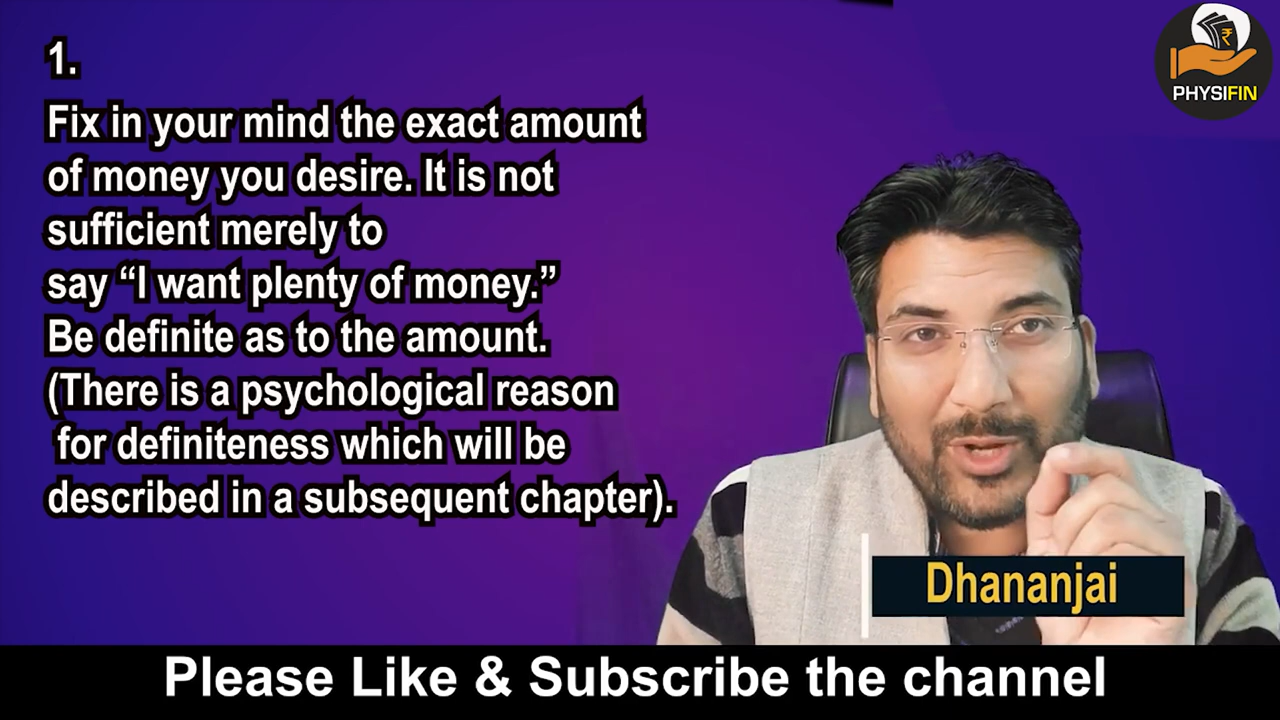 1.
Fix in your mind the exact amount
of money you desire. It is not
sufficient merely to
say “I want plenty of money.”
Be definite as to the amount.
(There is a psychological reason
for definiteness which will be
described in a subsequent chapter).
₹
PHYSIFIN
Dhananjai
Please Like & Subscribe the channel